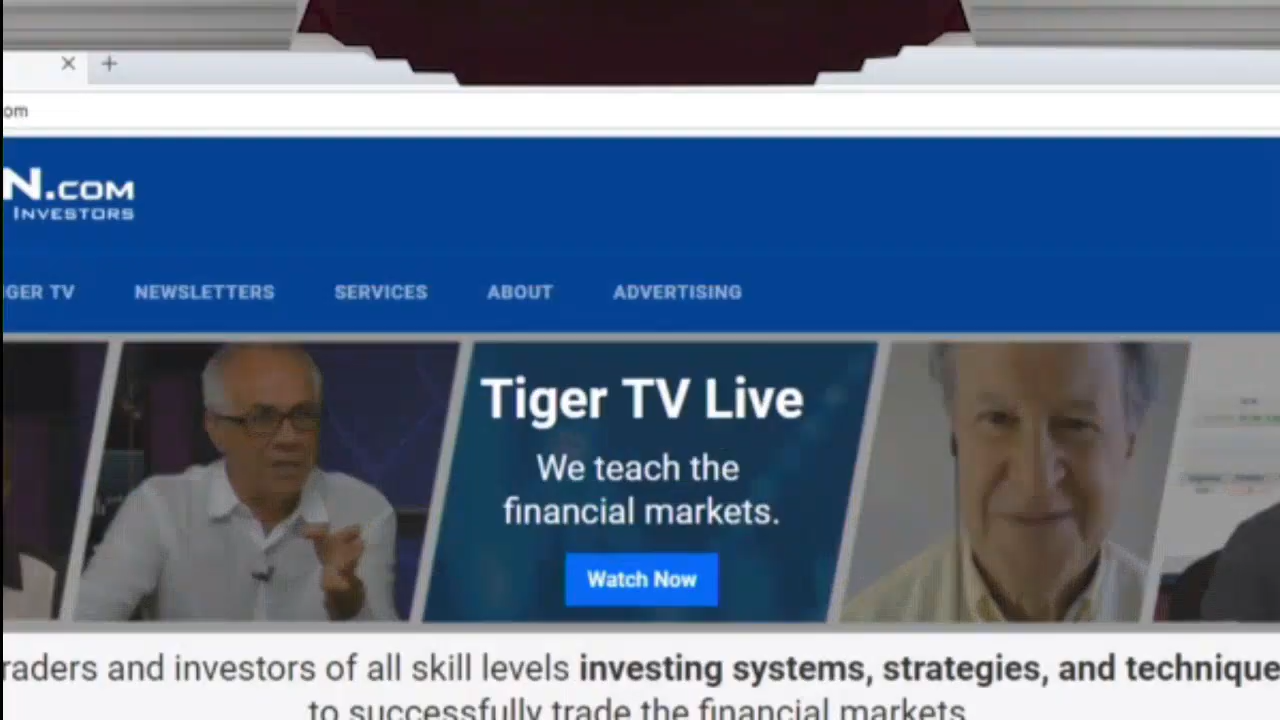 om
N.COM
INVESTORS
IGER TV NEWSLETTERS SERVICES ABOUT ADVERTISING
Tiger TV Live
We teach the
financial markets.
Watch Now
raders and investors of all skill levels investing systems, strategies, and technique
to successfully trade the financial markets